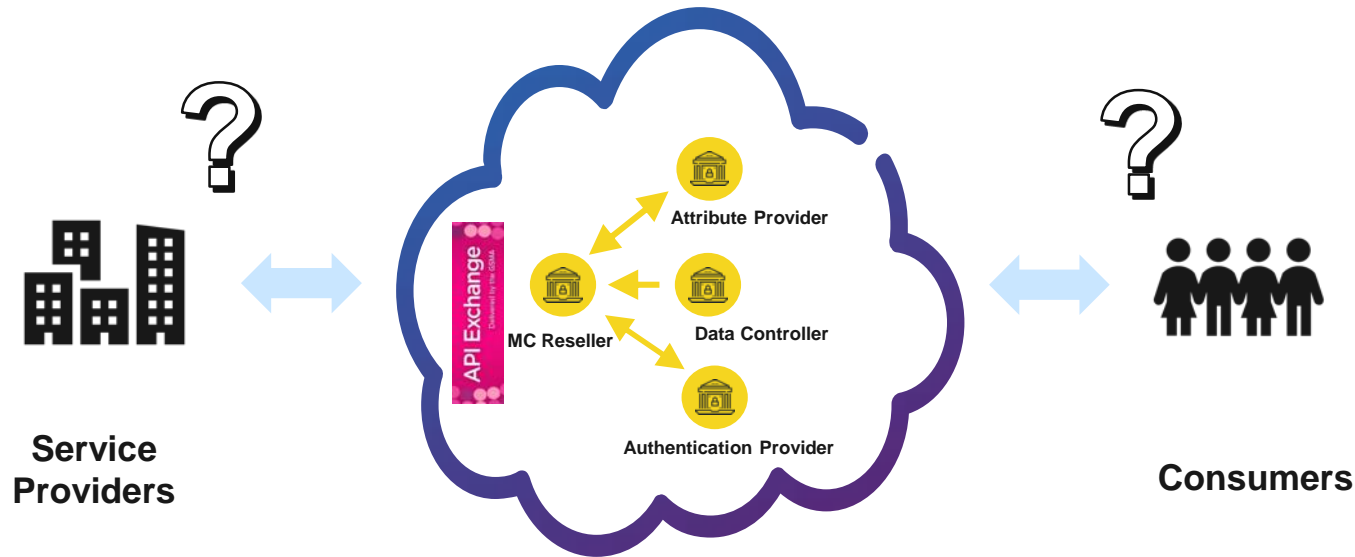 ?
?
Attribute Provider
API Exchange
Delivered by the GSMA
MC Reseller
Data Controller
Authentication Provider
Service
Providers
Consumers